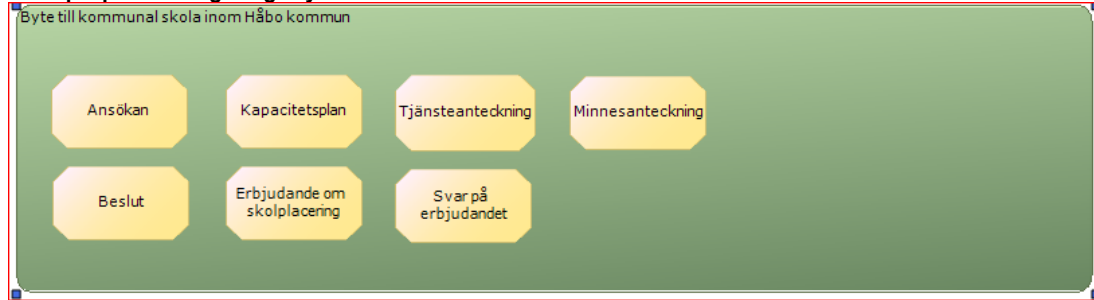 Byte till kommunal skola inom Håbo kommun
Ansökan
Kapacitetsplan
Tjänsteanteckning
Minnesanteckning
Beslut
Erbjudande om
skolplacering
Svar på
erbjudandet